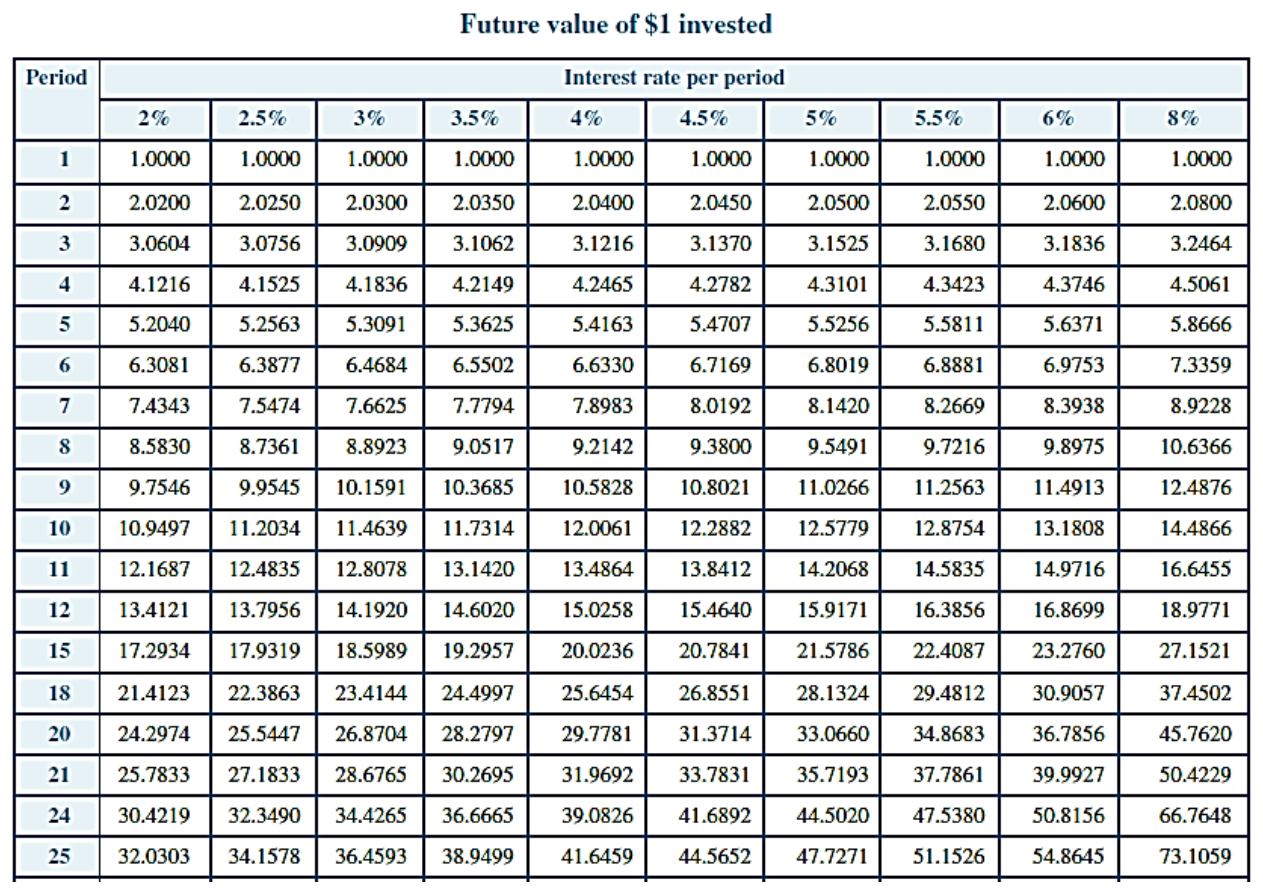 Future value of $1 invested
Period Interest rate per period
2% 2.5% 3% 3.5% 4% 4.5% 5% 5.5% 6% 8%
1 1.0000 1.0000 1.0000 1.0000 1.0000 1.0000 1.0000 1.0000 1.0000 1.0000
2 2.0200 2.0250 2.0300 2.0350 2.0400 2.0450 2.0500 2.0550 2.0600 2.0800
3 3.0604 3.0756 3.0909 3.1062 3.1216 3.1370 3.1525 3.1680 3.1836 3.2464
4 4.1216 4.1525 4.1836 4.2149 4.2465 4.2782 4.3101 4.3423 4.3746 4.5061
5 5.2040 5.2563 5.3091 5.3625 5.4163 5.4707 5.5256 5.5811 5.6371 5.8666
6 6.3081 6.3877 6.4684 6.5502 6.6330 6.7169 6.8019 6.8881 6.9753 7.3359
7 7.4343 7.5474 7.6625 7.7794 7.8983 8.0192 8.1420 8.2669 8.3938 8.9228
8 8.5830 8.7361 8.8923 9.0517 9.2142 9.3800 9.5491 9.7216 9.8975 10.6366
9 9.7546 9.9545 10.1591 10.3685 10.5828 10.8021 11.0266 11.2563 11.4913 12.4876
10 10.9497 11.2034 11.4639 11.7314 12.0061 12.2882 12.5779 12.8754 13.1808 14.4866
11 12.1687 12.4835 12.8078 13.1420 13.4864 13.8412 14.2068 14.5835 14.9716 16.6455
12 13.4121 13.7956 14.1920 14.6020 15.0258 15.4640 15.9171 16.3856 16.8699 18.9771
15 17.2934 17.9319 18.5989 19.2957 20.0236 20.7841 21.5786 22.4087 23.2760 27.1521
18 21.4123 22.3863 23.4144 24.4997 25.6454 26.8551 28.1324 29.4812 30.9057 37.4502
20 24.2974 25.5447 26.8704 28.2797 29.7781 31.3714 33.0660 34.8683 36.7856 45.7620
21 25.7833 27.1833 28.6765 30.2695 31.9692 33.7831 35.7193 37.7861 39.9927 50.4229
24 30.4219 32.3490 34.4265 36.6665 39.0826 41.6892 44.5020 47.5380 50.8156 66.7648
25 32.0303 34.1578 36.4593 38.9499 41.6459 44.5652 47.7271 51.1526 54.8645 73.1059